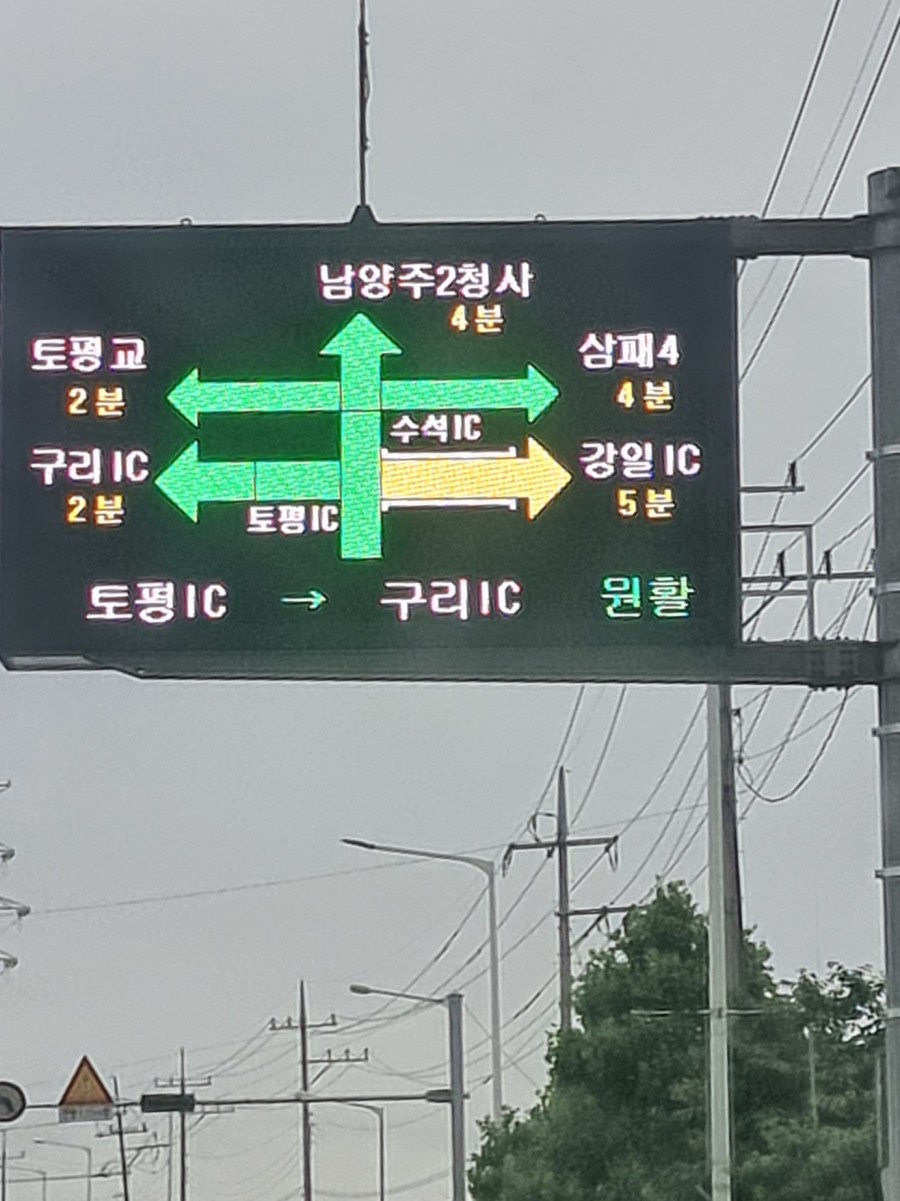 남양주2청사
4분
토평교
2분
삼패4
4분
수석IC
구리IC
2분
강일IC
5분
토평IC
토평IC → 구리IC 원활